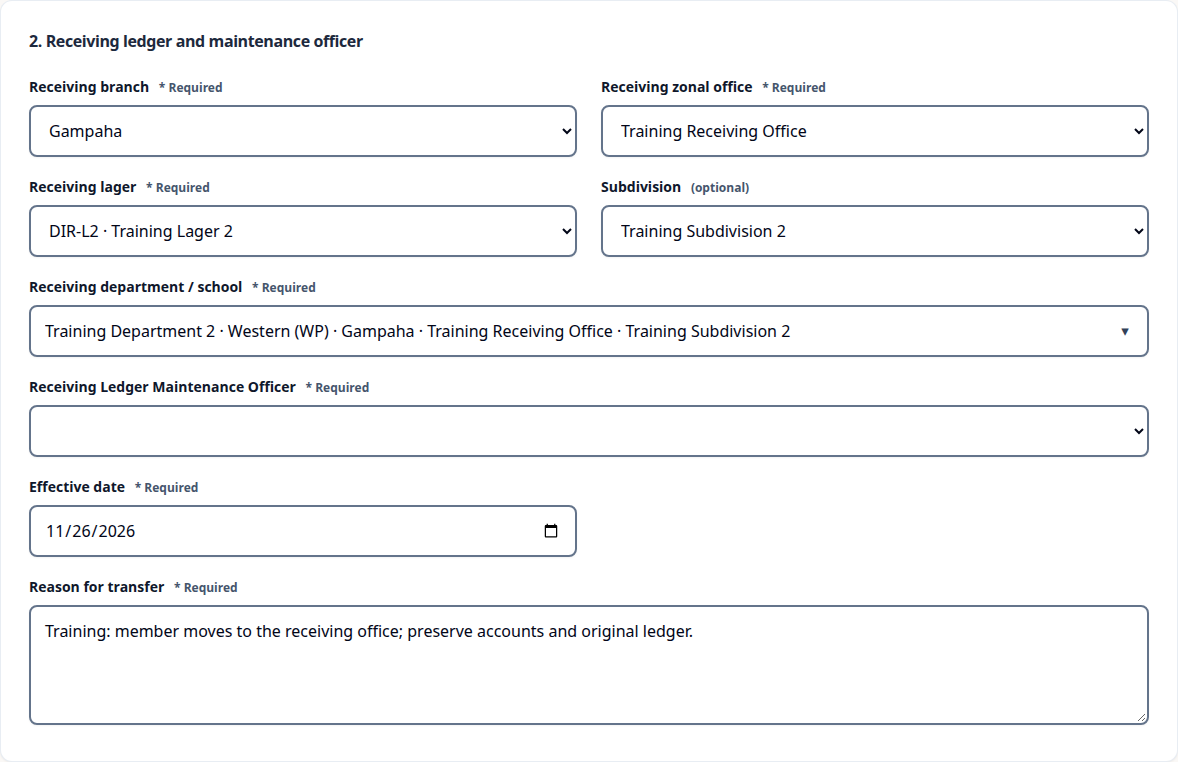 2. Receiving ledger and maintenance officer
Receiving branch * Required
Receiving zonal office * Required
Gampaha
Training Receiving Office
Receiving lager * Required
Subdivision (optional)
DIR-L2 · Training Lager 2
Training Subdivision 2
Receiving department / school * Required
Training Department 2 · Western (WP) · Gampaha · Training Receiving Office · Training Subdivision 2
Receiving Ledger Maintenance Officer * Required
Effective date * Required
11/26/2026
Reason for transfer * Required
Training: member moves to the receiving office; preserve accounts and original ledger.